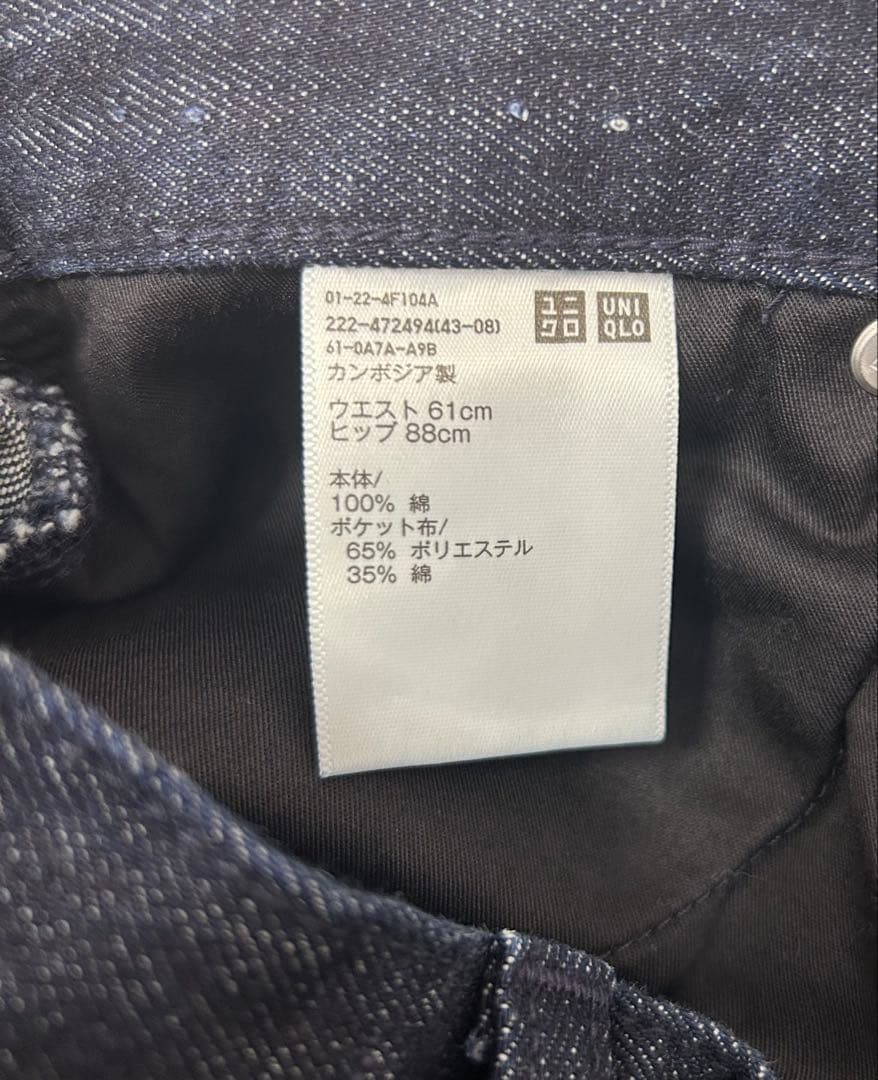 01-22-4F104A
222-472494(43-08)
61-0A7A-A9B
カンボジア製
ユニ
クロ
UNI
QLO
ウエスト 61cm
ヒップ 88cm
本体/
100% 綿
ポケット布/
65% ポリエステル
35% 綿